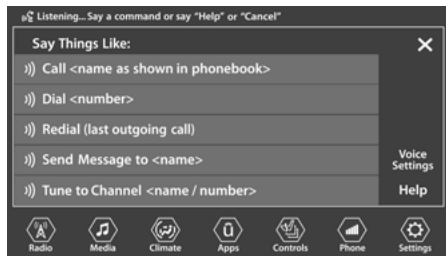 Listening...Say a command or say "Help" or "Cancel"
Say Things Like:
Call <name as shown in phonebook>
Dial <number>
Redial (last outgoing call)
Send Message to <name>
Tune to Channel <name / number>
Voice
Settings
Help
Radio Media Climate Apps Controls Phone Settings